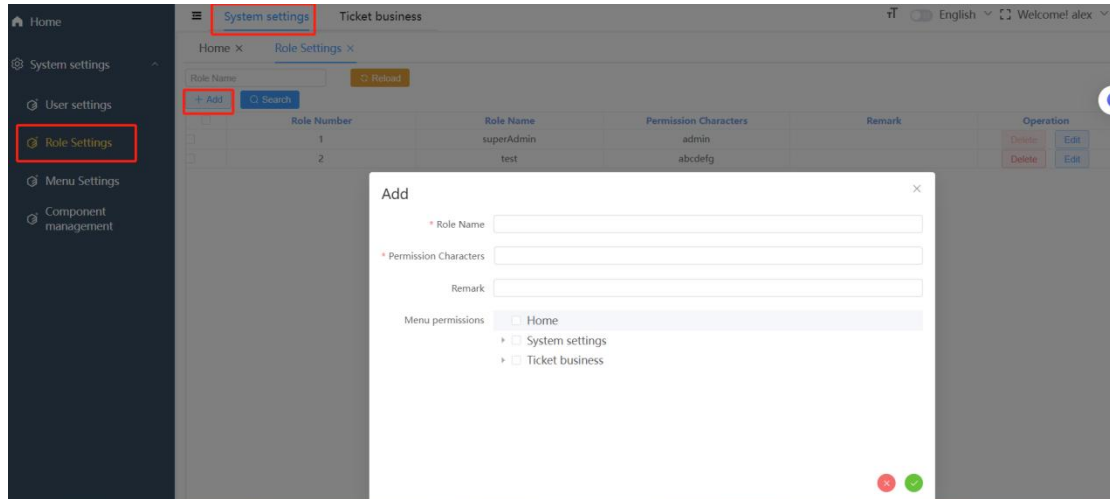 Home
System settings
User settings
Role Settings
Menu Settings
Component
management
System settings Ticket business
English Welcome! alex
Home × Role Settings ×
Role Name Reload
+ Add Search
Role Number Role Name Permission Characters Remark Operation
1 superAdmin admin Delete Edit
2 test abcdefg Delete Edit
Add
* Role Name
* Permission Characters
Remark
Menu permissions Home
System settings
Ticket business